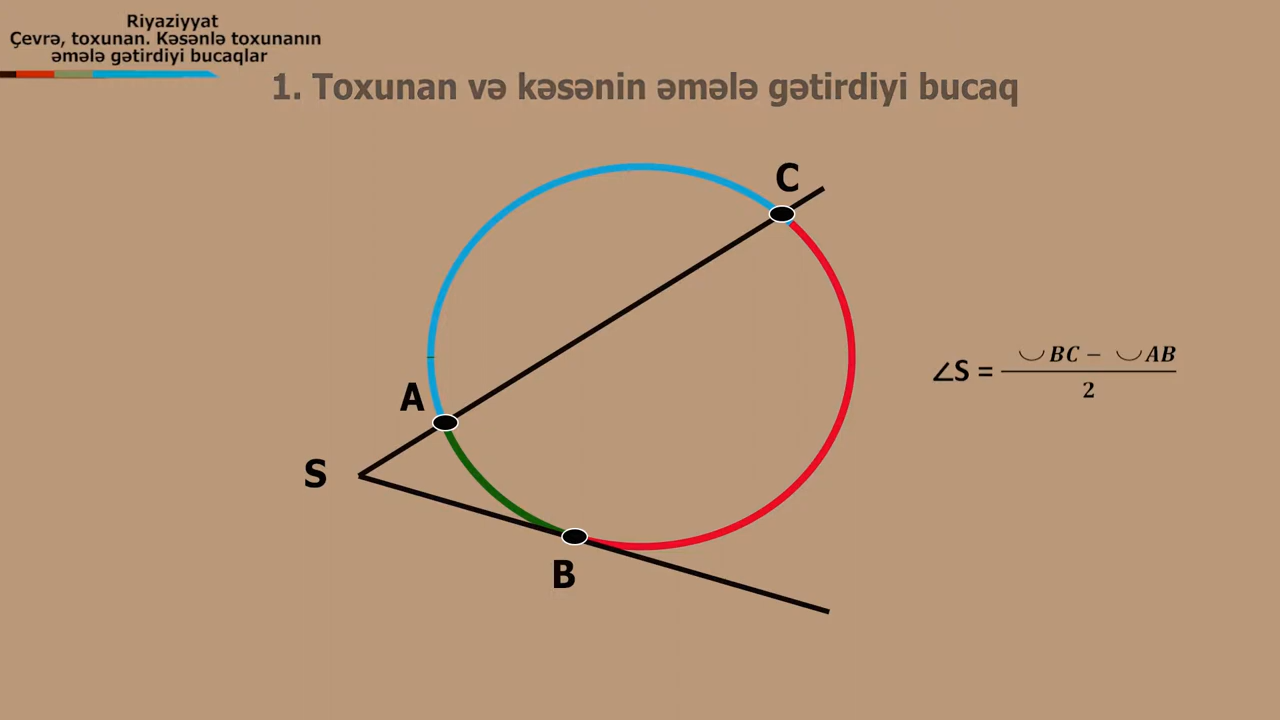 Riyaziyyat
Çevrə, toxunan. Kəsənlə toxunanın
əmələ gətirdiyi bucaqlar
1. Toxunan və kəsənin əmələ gətirdiyi bucaq
C
A
S
B
∠S = (◡BC − ◡AB) / 2